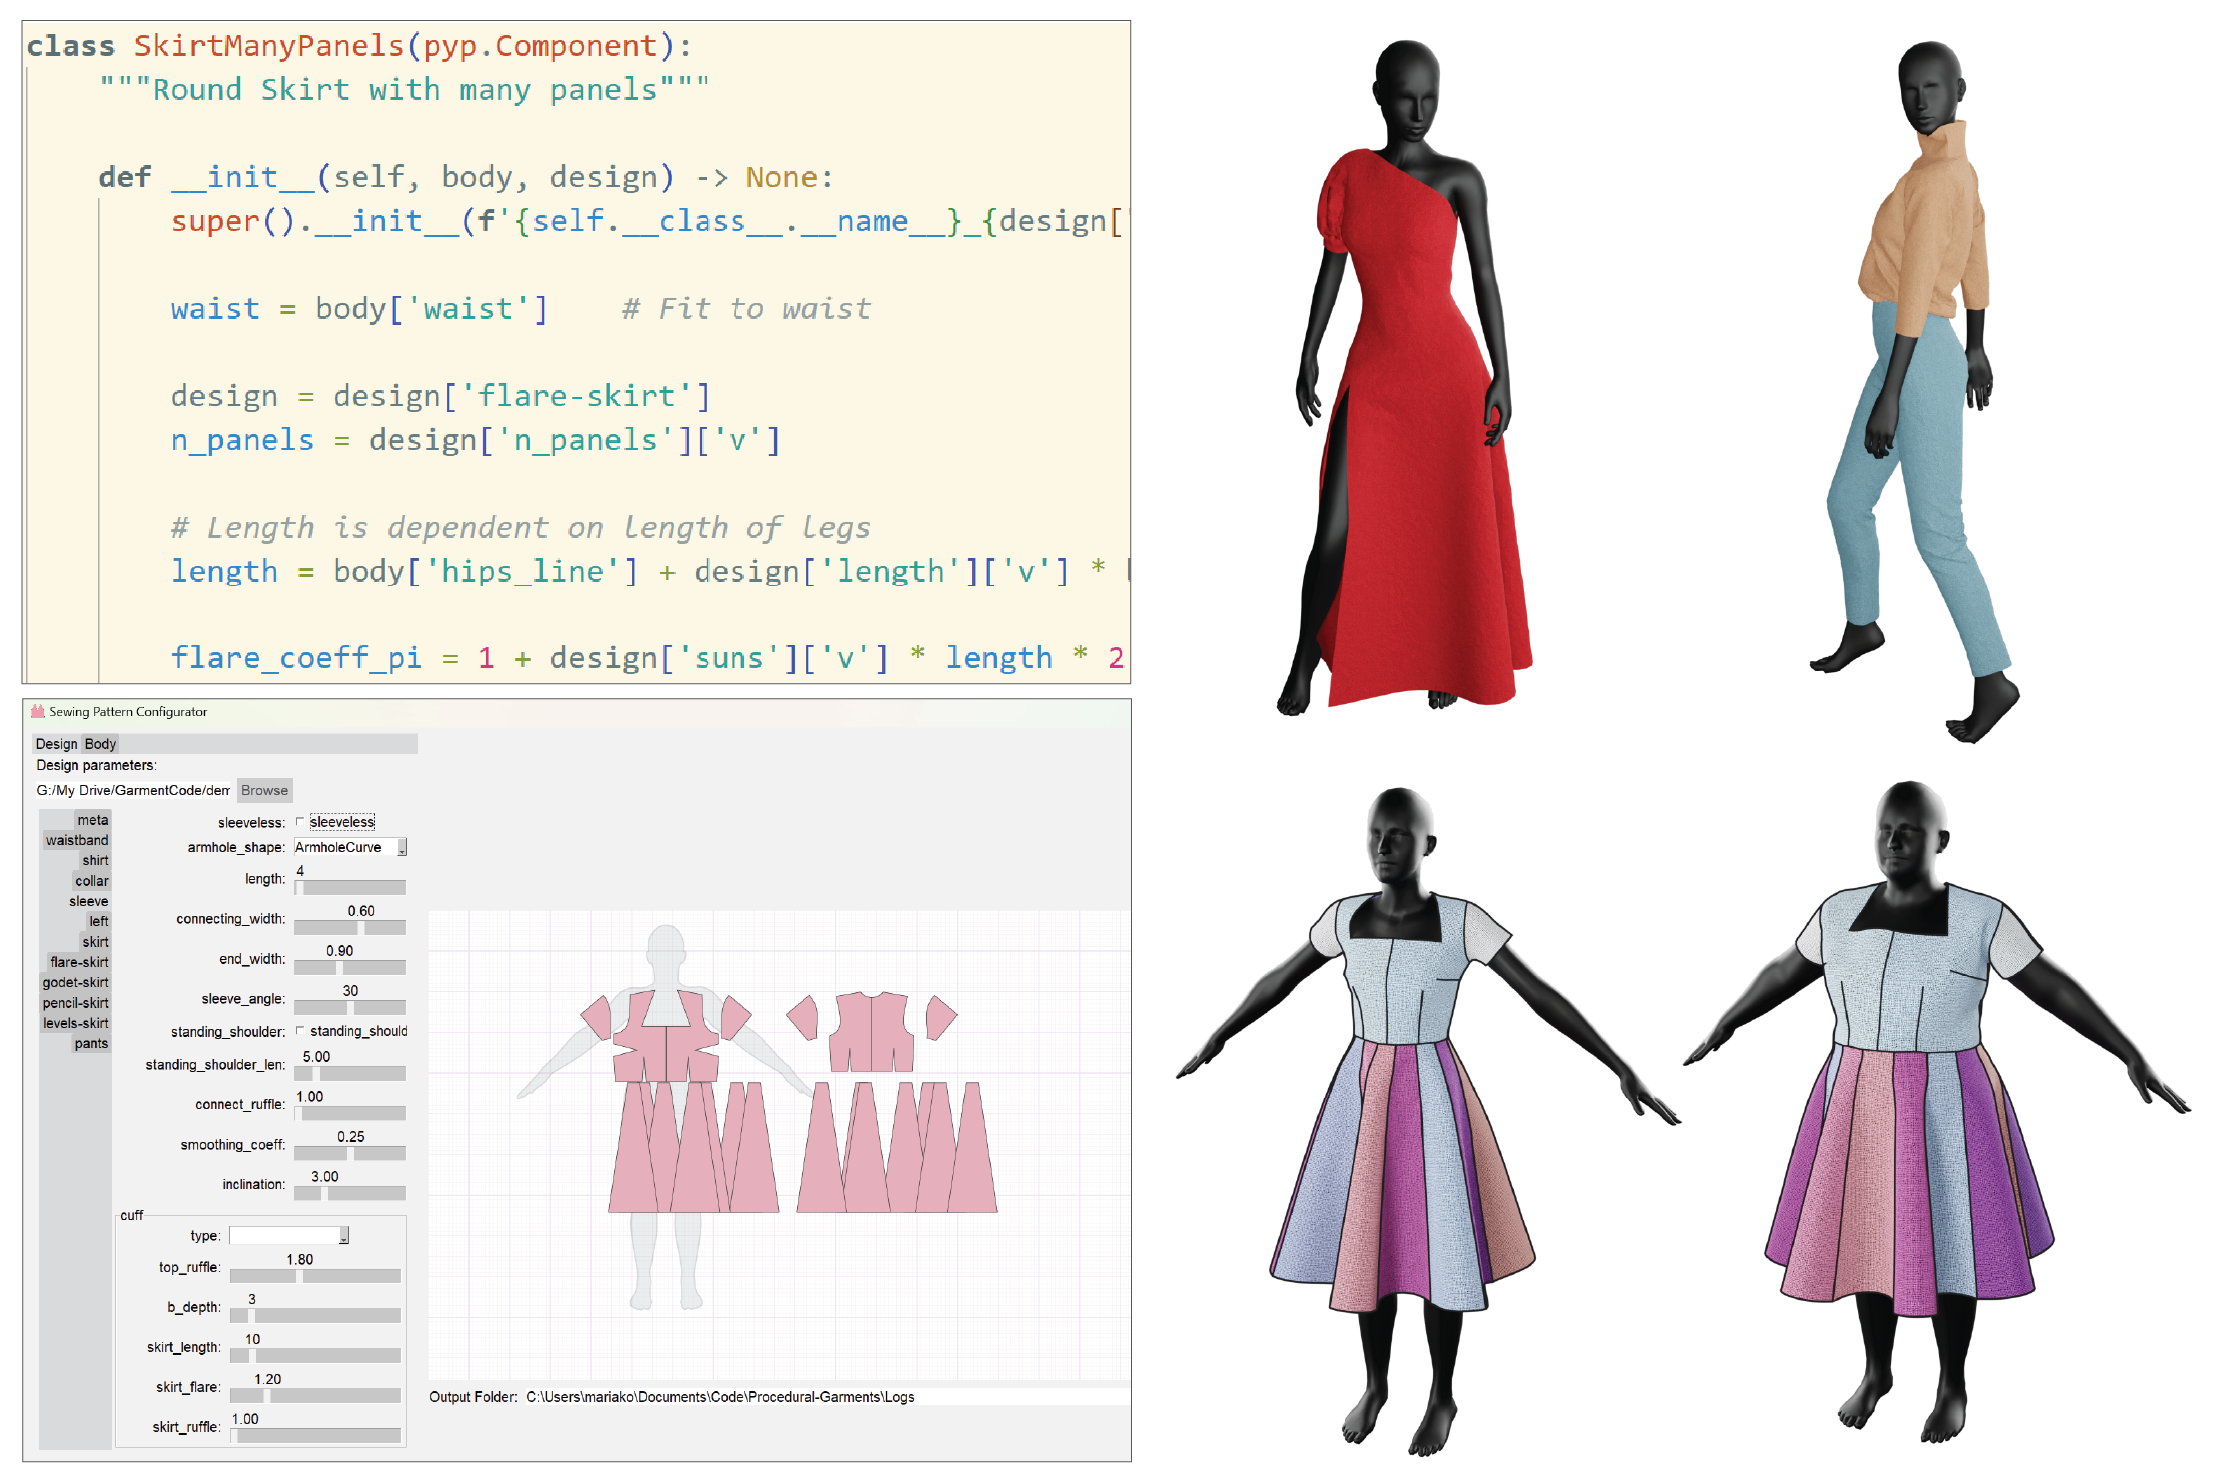 class SkirtManyPanels(pyp.Component):
"""Round Skirt with many panels"""
def __init__(self, body, design) -> None:
super().__init__(f'{self.__class__.__name__}_{design['
waist = body['waist'] # Fit to waist
design = design['flare-skirt']
n_panels = design['n_panels']['v']
# Length is dependent on length of legs
length = body['hips_line'] + design['length']['v'] *
flare_coeff_pi = 1 + design['suns']['v'] * length * 2
Sewing Pattern Configurator
Design Body
Design parameters:
G:/My Drive/GarmentCode/dem Browse
meta
waistband
shirt
collar
sleeve
left
skirt
flare-skirt
godet-skirt
pencil-skirt
levels-skirt
pants
sleeveless: sleeveless
armhole_shape: ArmholeCurve
length: 4
connecting_width: 0.60
end_width: 0.90
sleeve_angle: 30
standing_shoulder: standing_should
standing_shoulder_len: 5.00
connect_ruffle: 1.00
smoothing_coeff: 0.25
inclination: 3.00
cuff
type:
top_ruffle: 1.80
b_depth: 3
skirt_length: 10
skirt_flare: 1.20
skirt_ruffle: 1.00
Output Folder: C:\Users\mariako\Documents\Code\Procedural-Garments\Logs